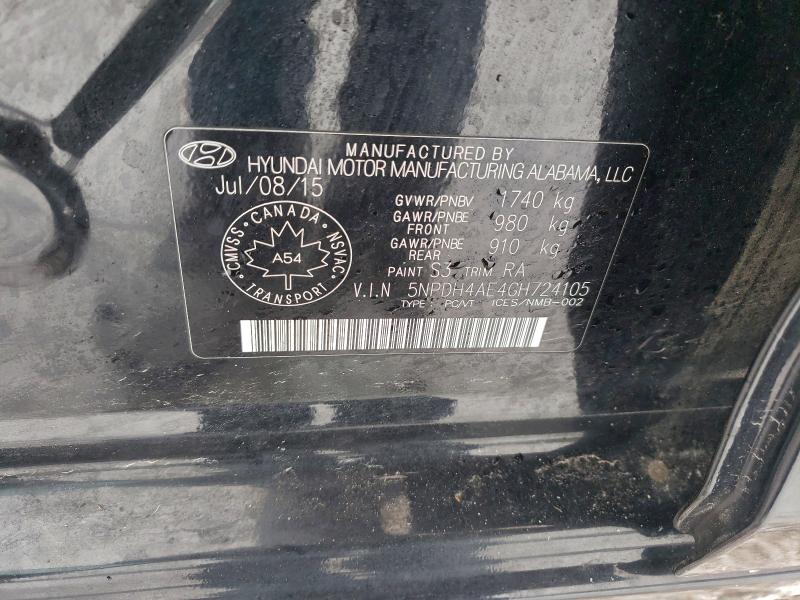 MANUFACTURED BY
HYUNDAI MOTOR MANUFACTURING ALABAMA, LLC
Jul/08/15
GVWR/PNBV 1740 kg
GAWR/PNBE FRONT 980 kg
GAWR/PNBE REAR 910 kg
PAINT S3 TRIM RA
V.I.N 5NPDH4AE4GH724105
TYPE : PC/VT ICES/NMB-002
CMVSS • CANADA • NSVAC • TRANSPORT •
A54